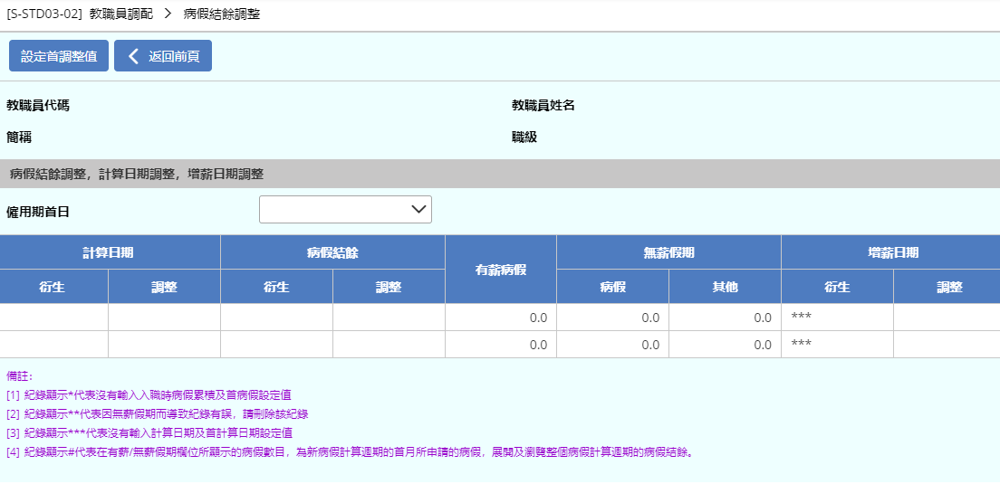 [S-STD03-02] 教職員調配 > 病假結餘調整
設定首調整值 返回前頁
教職員代碼 教職員姓名
簡稱 職級
病假結餘調整，計算日期調整，增薪日期調整
僱用期首日
計算日期 病假結餘 有薪病假 無薪假期 增薪日期
衍生 調整 衍生 調整 病假 其他 衍生 調整
0.0 0.0 0.0 ***
0.0 0.0 0.0 ***
備註：
[1] 紀錄顯示*代表沒有輸入入職時病假累積及首病假設定值
[2] 紀錄顯示**代表因無薪假期而導致紀錄有誤，請刪除該紀錄
[3] 紀錄顯示***代表沒有輸入計算日期及首計算日期設定值
[4] 紀錄顯示#代表在有薪/無薪假期欄位所顯示的病假數目，為新病假計算週期的首月所申請的病假，展開及瀏覽整個病假計算週期的病假結餘。